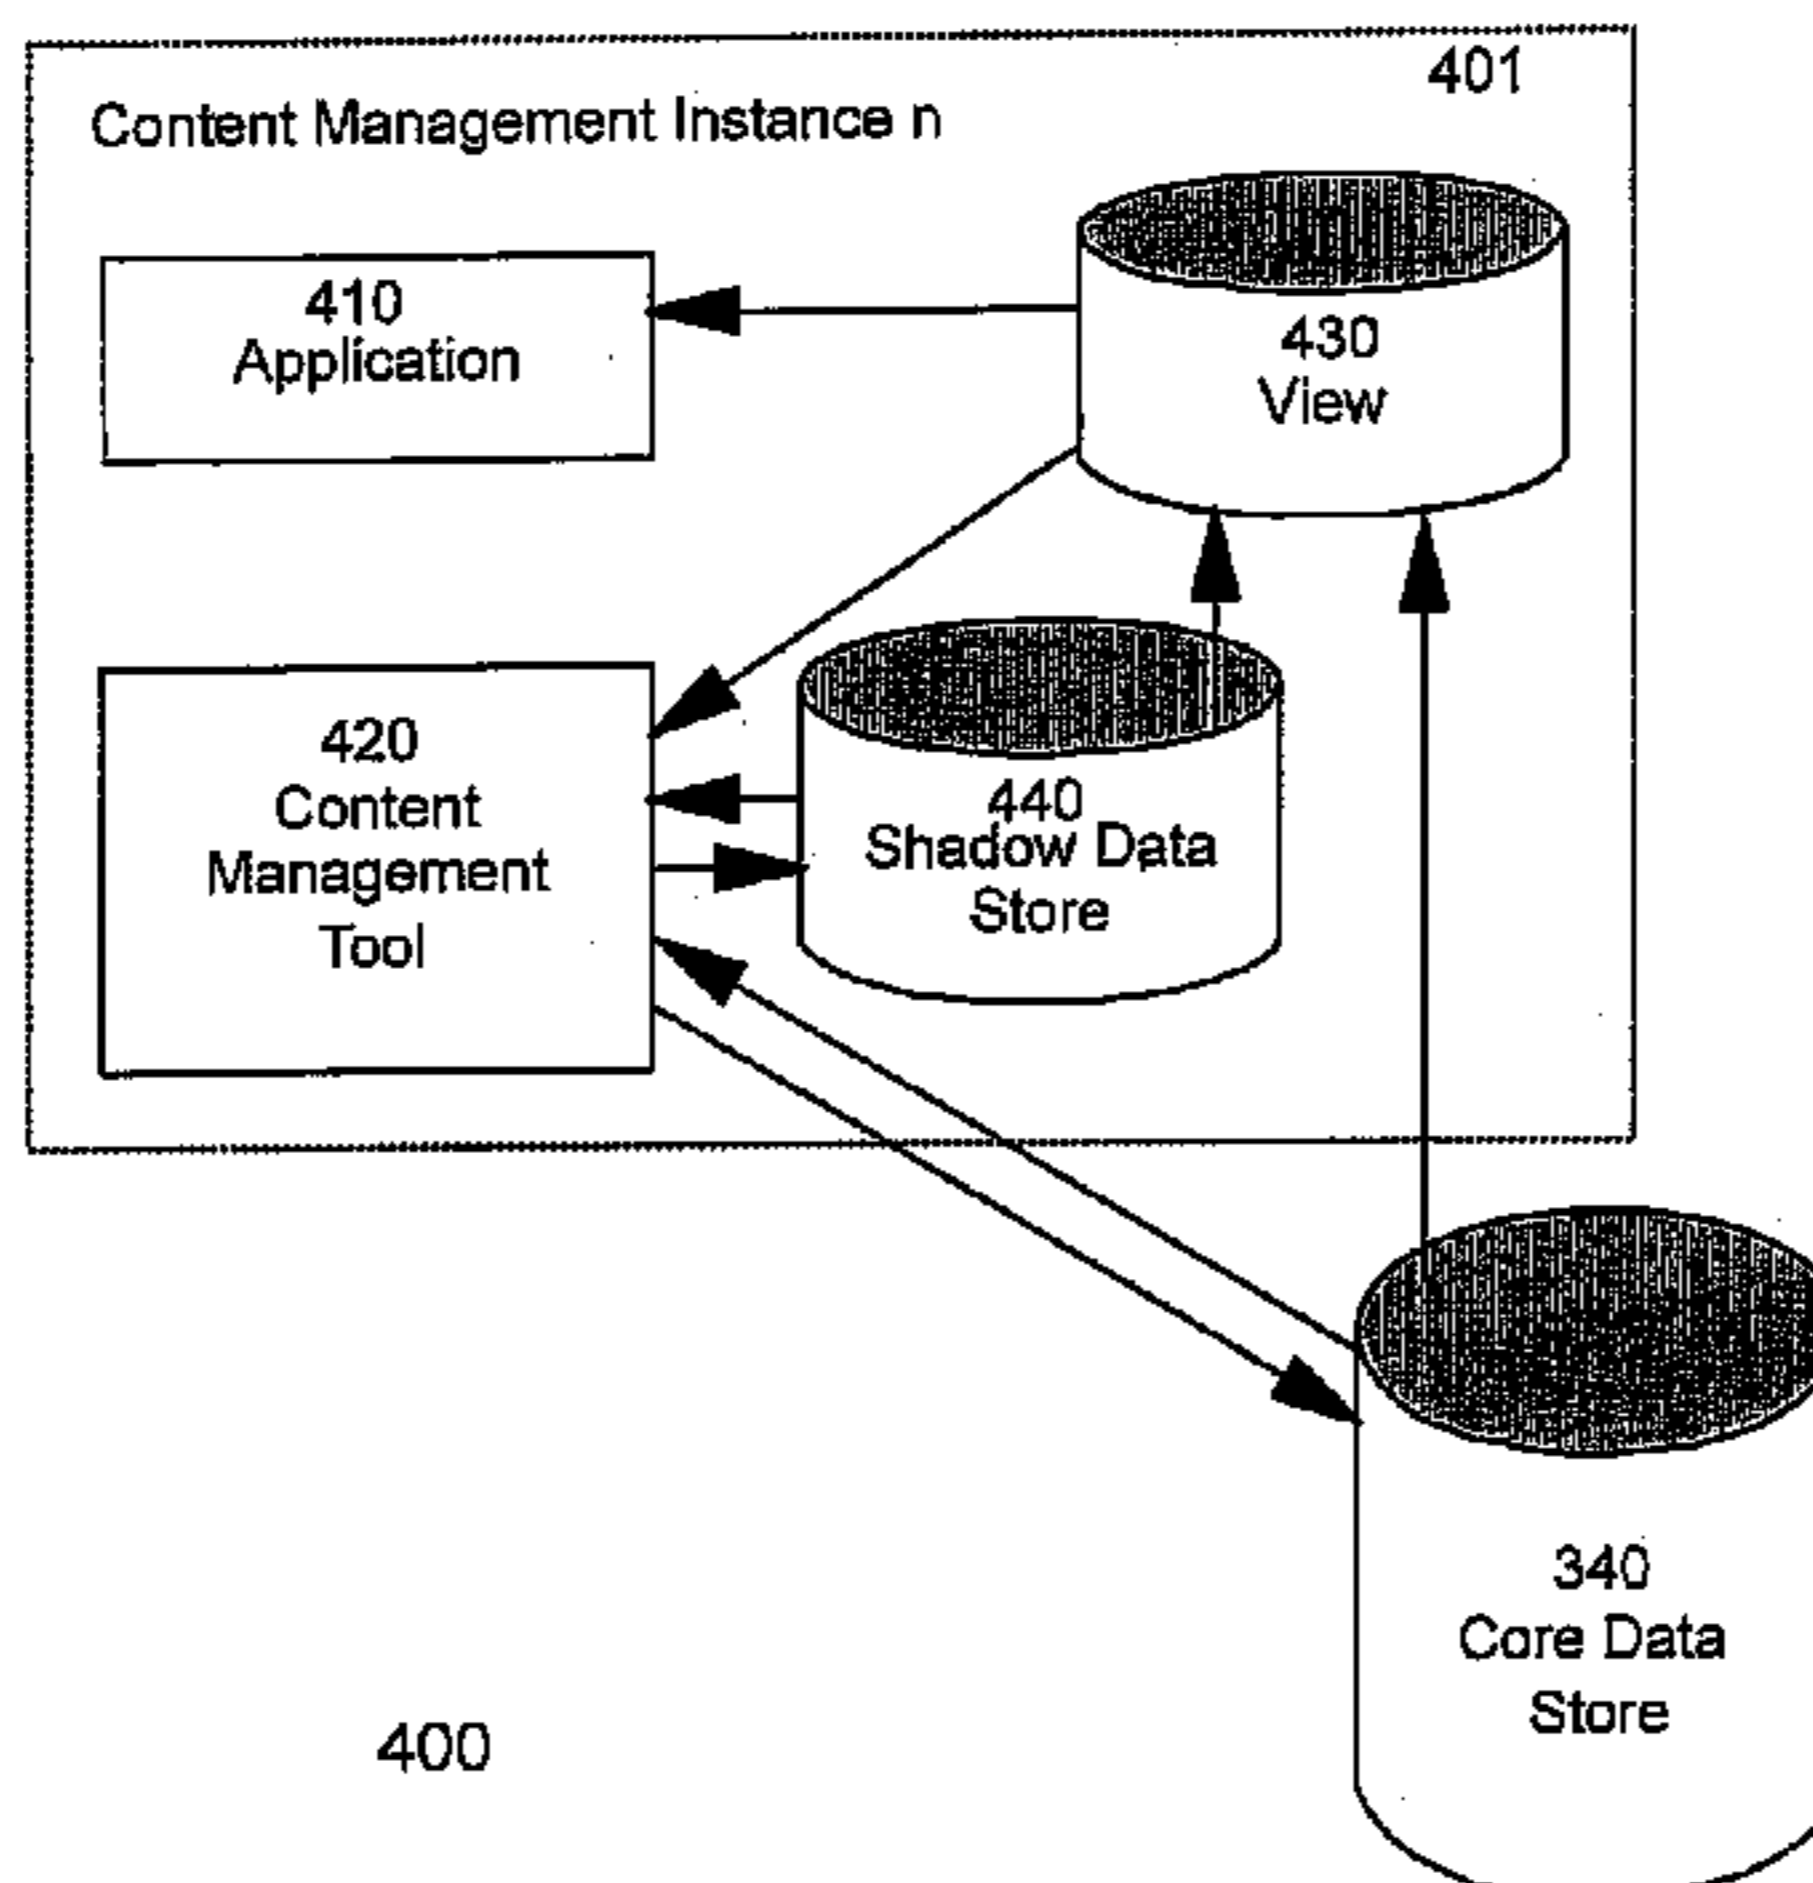 401
Content Management Instance n
410
Application
430
View
420
Content
Management
Tool
440
Shadow Data
Store
340
Core Data
Store
400